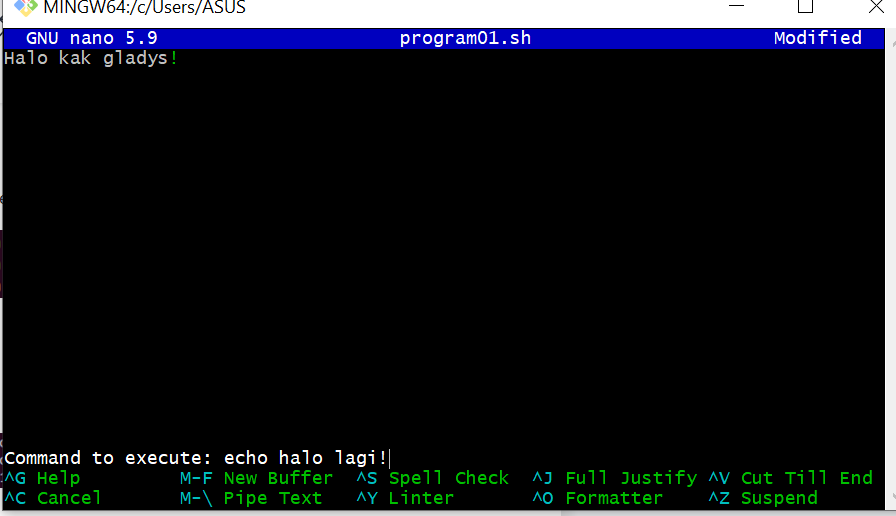 MINGW64:/c/Users/ASUS
GNU nano 5.9 program01.sh Modified
Halo kak gladys!
Command to execute: echo halo lagi!
^G Help M-F New Buffer ^S Spell Check ^J Full Justify ^V Cut Till End
^C Cancel M-\ Pipe Text ^Y Linter ^O Formatter ^Z Suspend